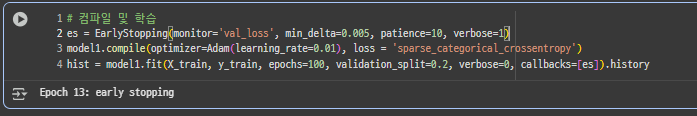 1 # 컴파일 및 학습
2 es = EarlyStopping(monitor='val_loss', min_delta=0.005, patience=10, verbose=1)
3 model1.compile(optimizer=Adam(learning_rate=0.01), loss = 'sparse_categorical_crossentropy')
4 hist = model1.fit(X_train, y_train, epochs=100, validation_split=0.2, verbose=0, callbacks=[es]).history
Epoch 13: early stopping